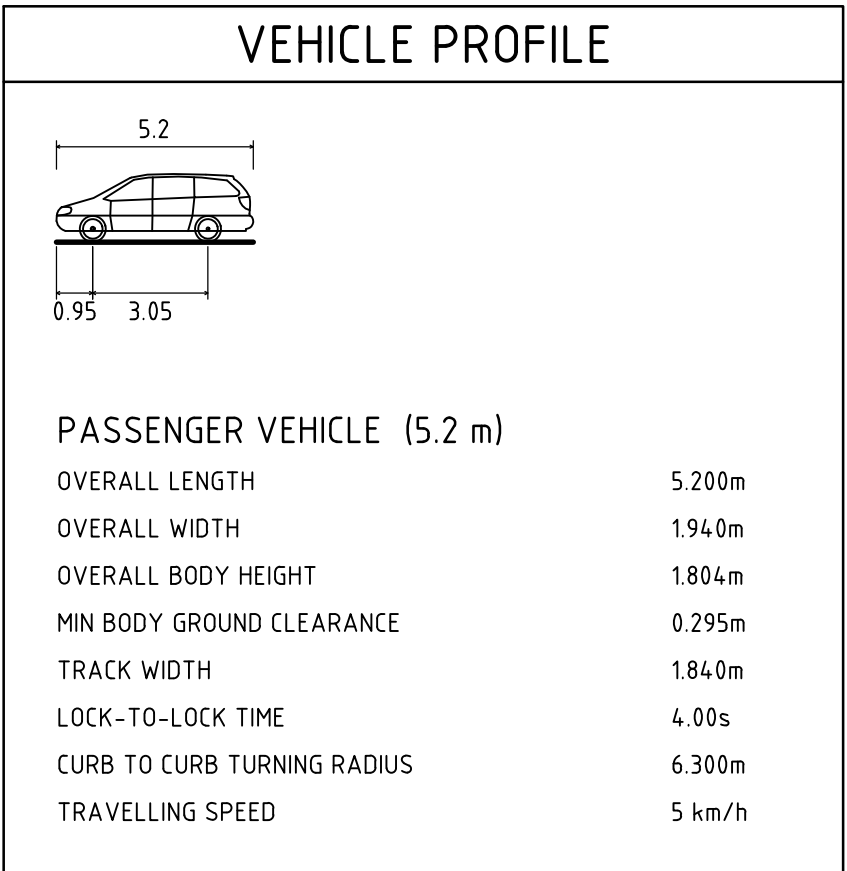 VEHICLE PROFILE
5.2
0.95 3.05
PASSENGER VEHICLE (5.2 m)
OVERALL LENGTH 5.200m
OVERALL WIDTH 1.940m
OVERALL BODY HEIGHT 1.804m
MIN BODY GROUND CLEARANCE 0.295m
TRACK WIDTH 1.840m
LOCK-TO-LOCK TIME 4.00s
CURB TO CURB TURNING RADIUS 6.300m
TRAVELLING SPEED 5 km/h